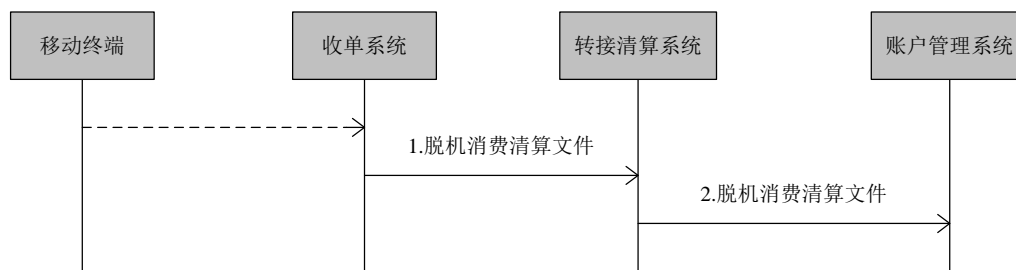 移动终端
收单系统
转接清算系统
账户管理系统
1.脱机消费清算文件
2.脱机消费清算文件